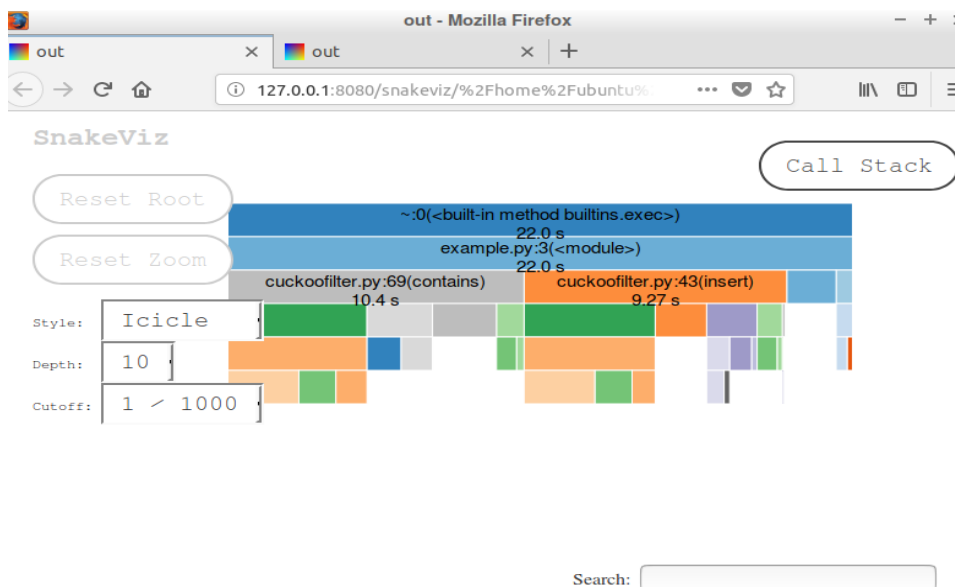 out - Mozilla Firefox
out
out
127.0.0.1:8080/snakeviz/%2Fhome%2Fubuntu%
SnakeViz
Call Stack
Reset Root
~:0(<built-in method builtins.exec>)
22.0 s
example.py:3(<module>)
22.0 s
Reset Zoom
cuckoofilter.py:69(contains)
10.4 s
cuckoofilter.py:43(insert)
9.27 s
Style: Icicle
Depth: 10
Cutoff: 1 / 1000
Search: